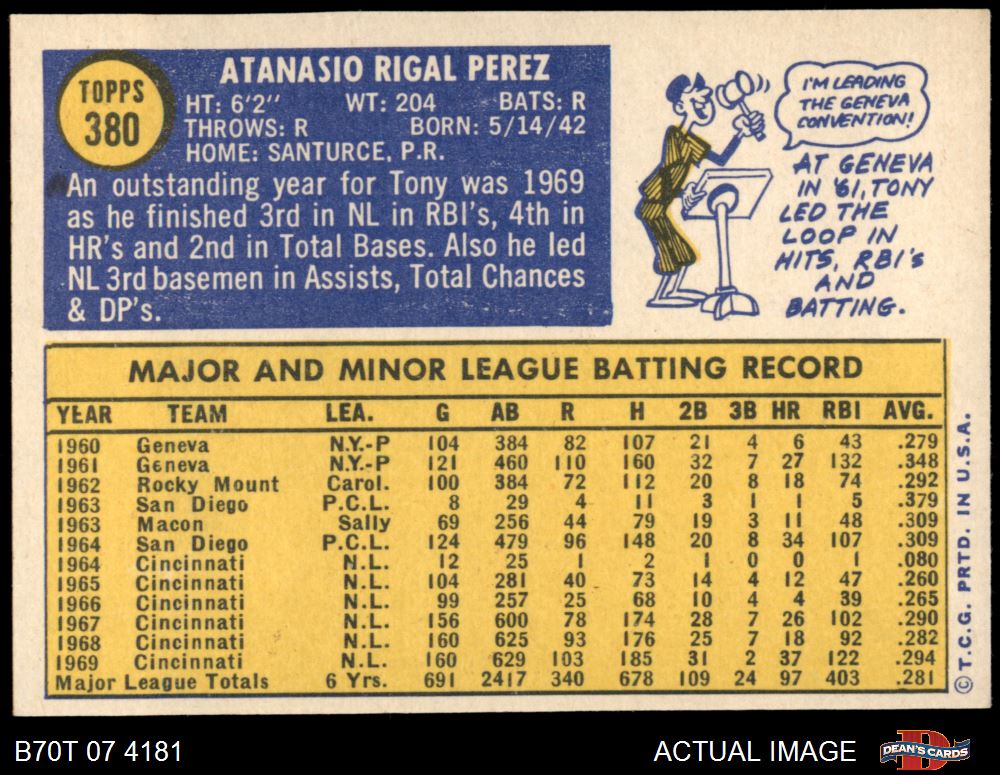 TOPPS
380
ATANASIO RIGAL PEREZ
HT: 6'2" WT: 204 BATS: R
THROWS: R BORN: 5/14/42
HOME: SANTURCE, P.R.
An outstanding year for Tony was 1969
as he finished 3rd in NL in RBI's, 4th in
HR's and 2nd in Total Bases. Also he led
NL 3rd basemen in Assists, Total Chances
& DP's.
I'M LEADING
THE GENEVA
CONVENTION!
AT GENEVA
IN '61, TONY
LED THE
LOOP IN
HITS, RBI's
AND
BATTING.
MAJOR AND MINOR LEAGUE BATTING RECORD
YEAR TEAM LEA. G AB R H 2B 3B HR RBI AVG.
1960 Geneva N.Y.-P 104 384 82 107 21 4 6 43 .279
1961 Geneva N.Y.-P 121 460 110 160 32 7 27 132 .348
1962 Rocky Mount Carol. 100 384 72 112 20 8 18 74 .292
1963 San Diego P.C.L. 8 29 4 11 3 1 1 5 .379
1963 Macon Sally 69 256 44 79 19 3 11 48 .309
1964 San Diego P.C.L. 124 479 96 148 20 8 34 107 .309
1964 Cincinnati N.L. 12 25 1 2 1 0 0 1 .080
1965 Cincinnati N.L. 104 281 40 73 14 4 12 47 .260
1966 Cincinnati N.L. 99 257 25 68 10 4 4 39 .265
1967 Cincinnati N.L. 156 600 78 174 28 7 26 102 .290
1968 Cincinnati N.L. 160 625 93 176 25 7 18 92 .282
1969 Cincinnati N.L. 160 629 103 185 31 2 37 122 .294
Major League Totals 6 Yrs. 691 2417 340 678 109 24 97 403 .281
© T.C.G. PRTD. IN U.S.A.
B70T 07 4181
ACTUAL IMAGE
DEAN'S CARDS